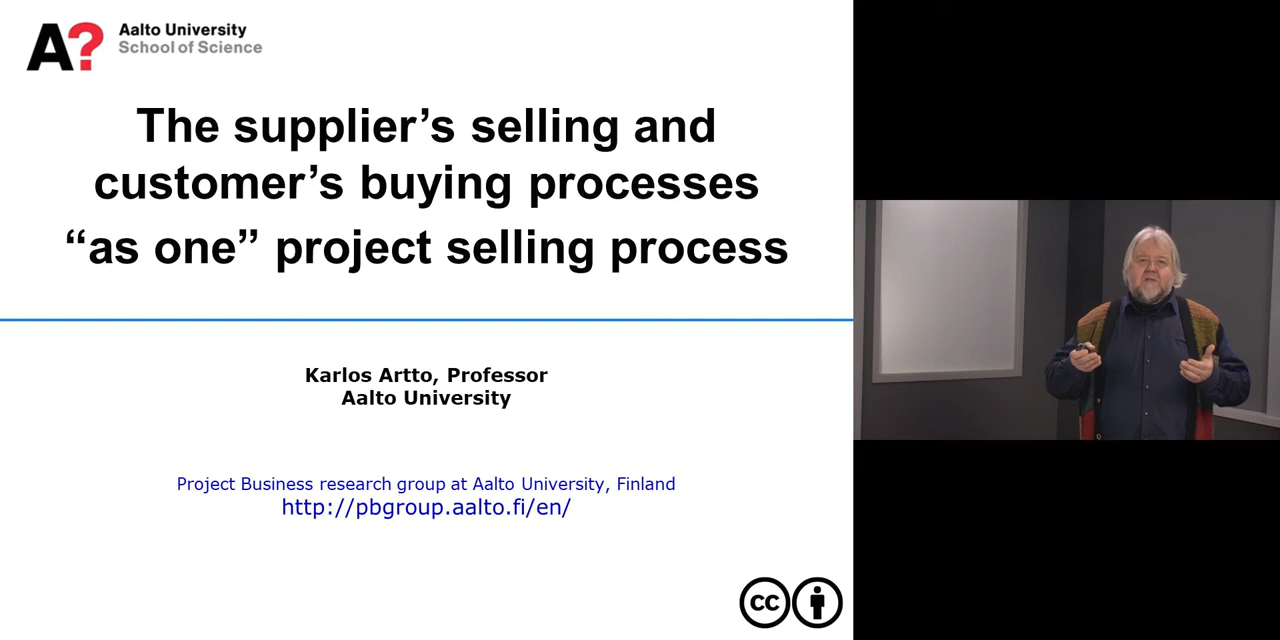 A?
Aalto University
School of Science
The supplier’s selling and
customer’s buying processes
“as one” project selling process
Karlos Artto, Professor
Aalto University
Project Business research group at Aalto University, Finland
http://pbgroup.aalto.fi/en/
cc